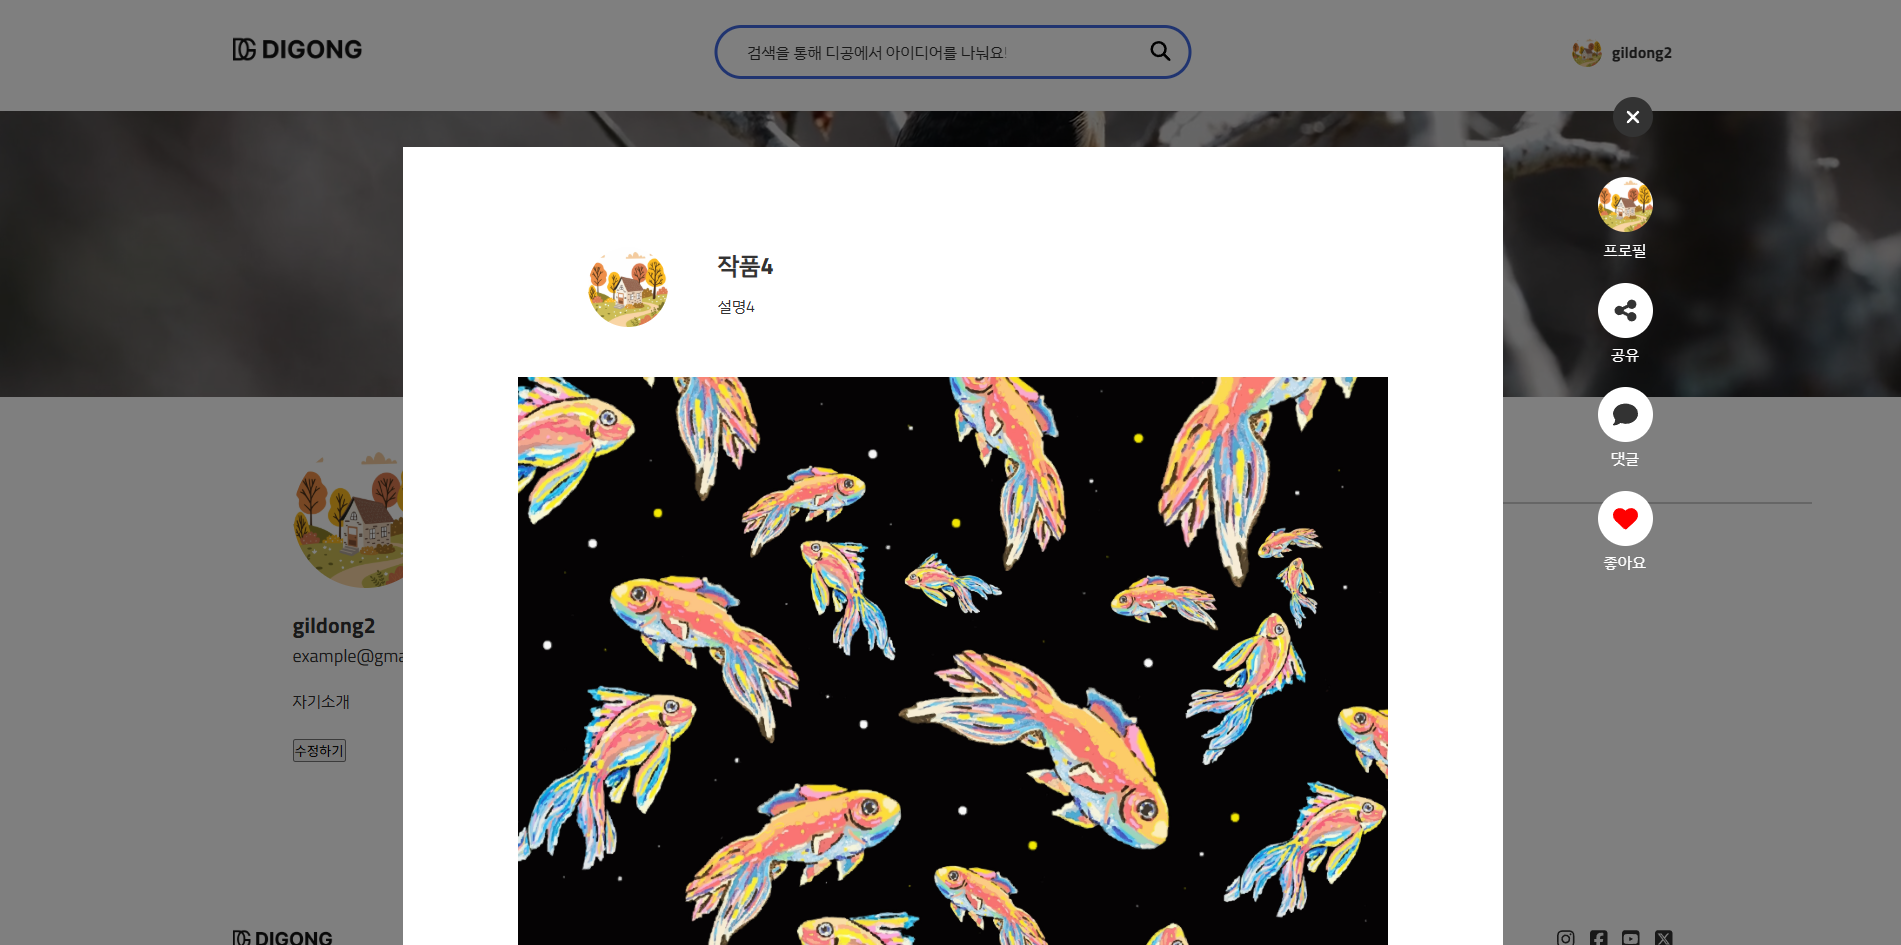 DIGONG
검색을 통해 디공에서 아이디어를 나눠요!
gildong2
작품4
설명4
프로필
공유
댓글
좋아요
gildong2
example@gma
자기소개
수정하기
DIGONG